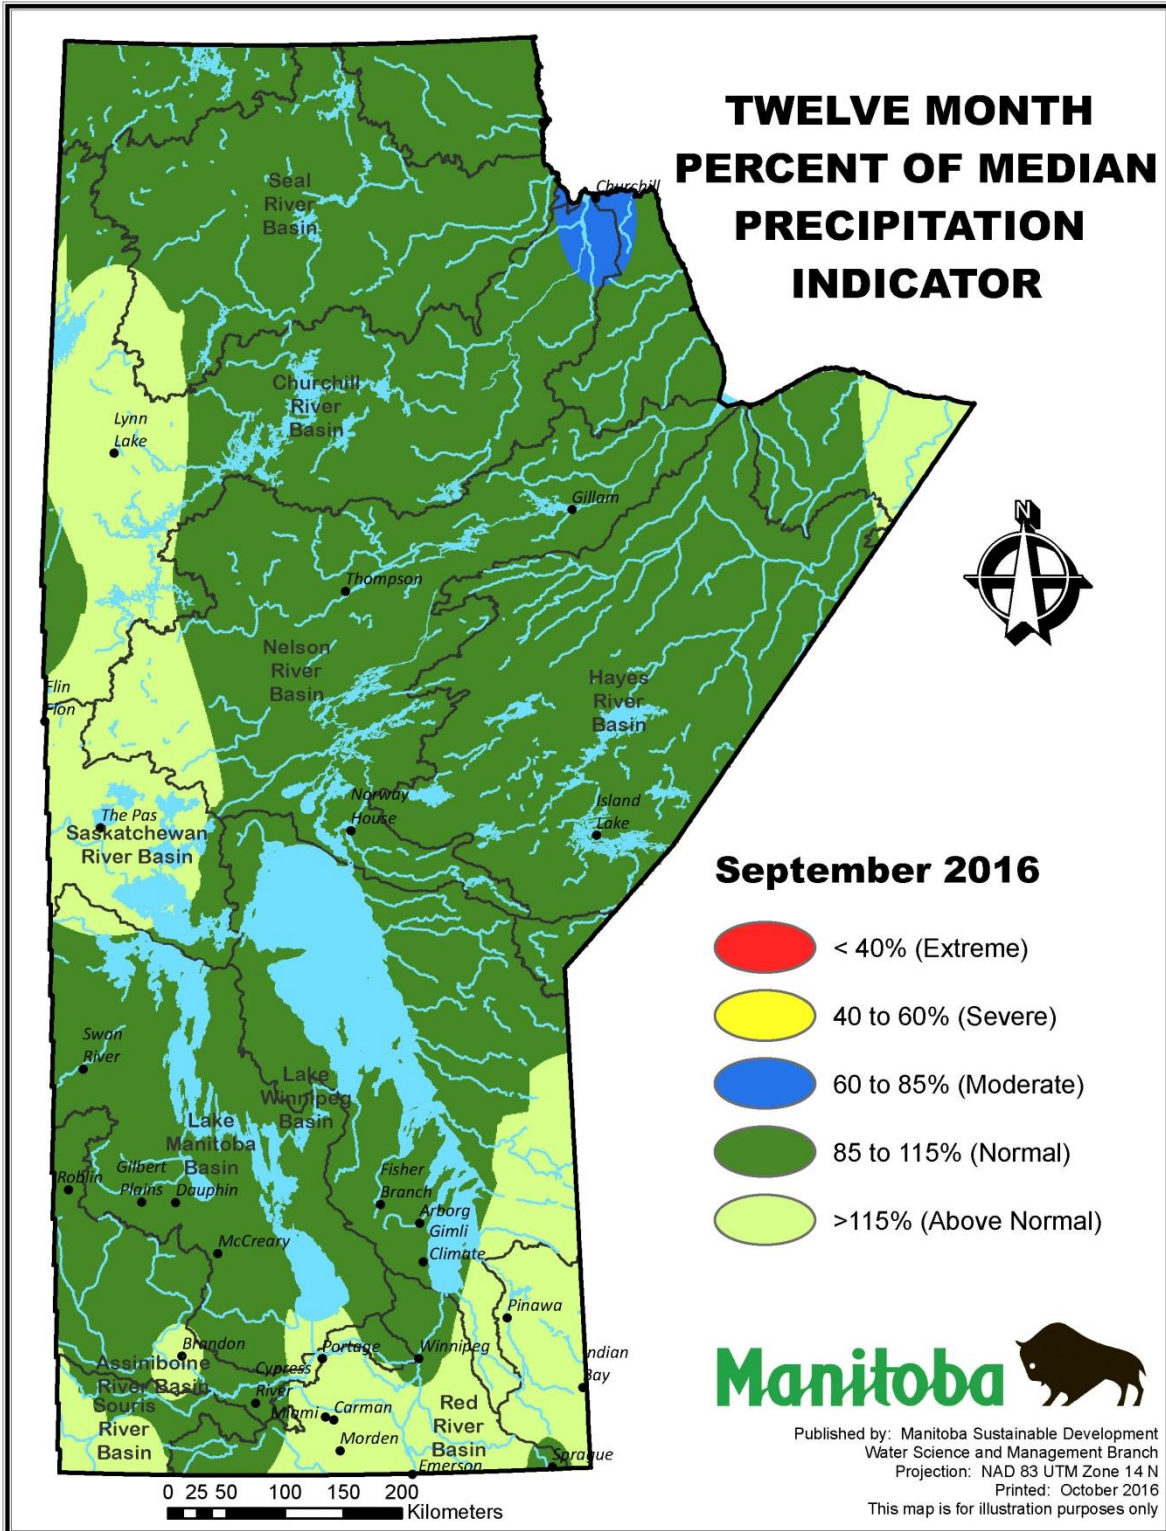 TWELVE MONTH
PERCENT OF MEDIAN
PRECIPITATION
INDICATOR
Churchill
Seal
River
Basin
Churchill
River
Basin
Lynn
Lake
Gillam
N
Thompson
Nelson
River
Basin
Hayes
River
Basin
Flin
Flon
The Pas
Saskatchewan
River Basin
Norway
House
Island
Lake
September 2016
< 40% (Extreme)
40 to 60% (Severe)
60 to 85% (Moderate)
85 to 115% (Normal)
>115% (Above Normal)
Swan
River
Lake
Winnipeg
Basin
Lake
Manitoba
Basin
Roblin
Gilbert
Plains
Dauphin
Fisher
Branch
Arborg
Gimli
Climate
McCreary
Pinawa
Brandon
Portage
Winnipeg
Indian
Bay
Assiniboine
River Basin
Cypress
River
Souris
River
Basin
Miami
Carman
Morden
Red
River
Basin
Emerson
Sprague
0 25 50 100 150 200
Kilometers
Manitoba
Published by: Manitoba Sustainable Development
Water Science and Management Branch
Projection: NAD 83 UTM Zone 14 N
Printed: October 2016
This map is for illustration purposes only